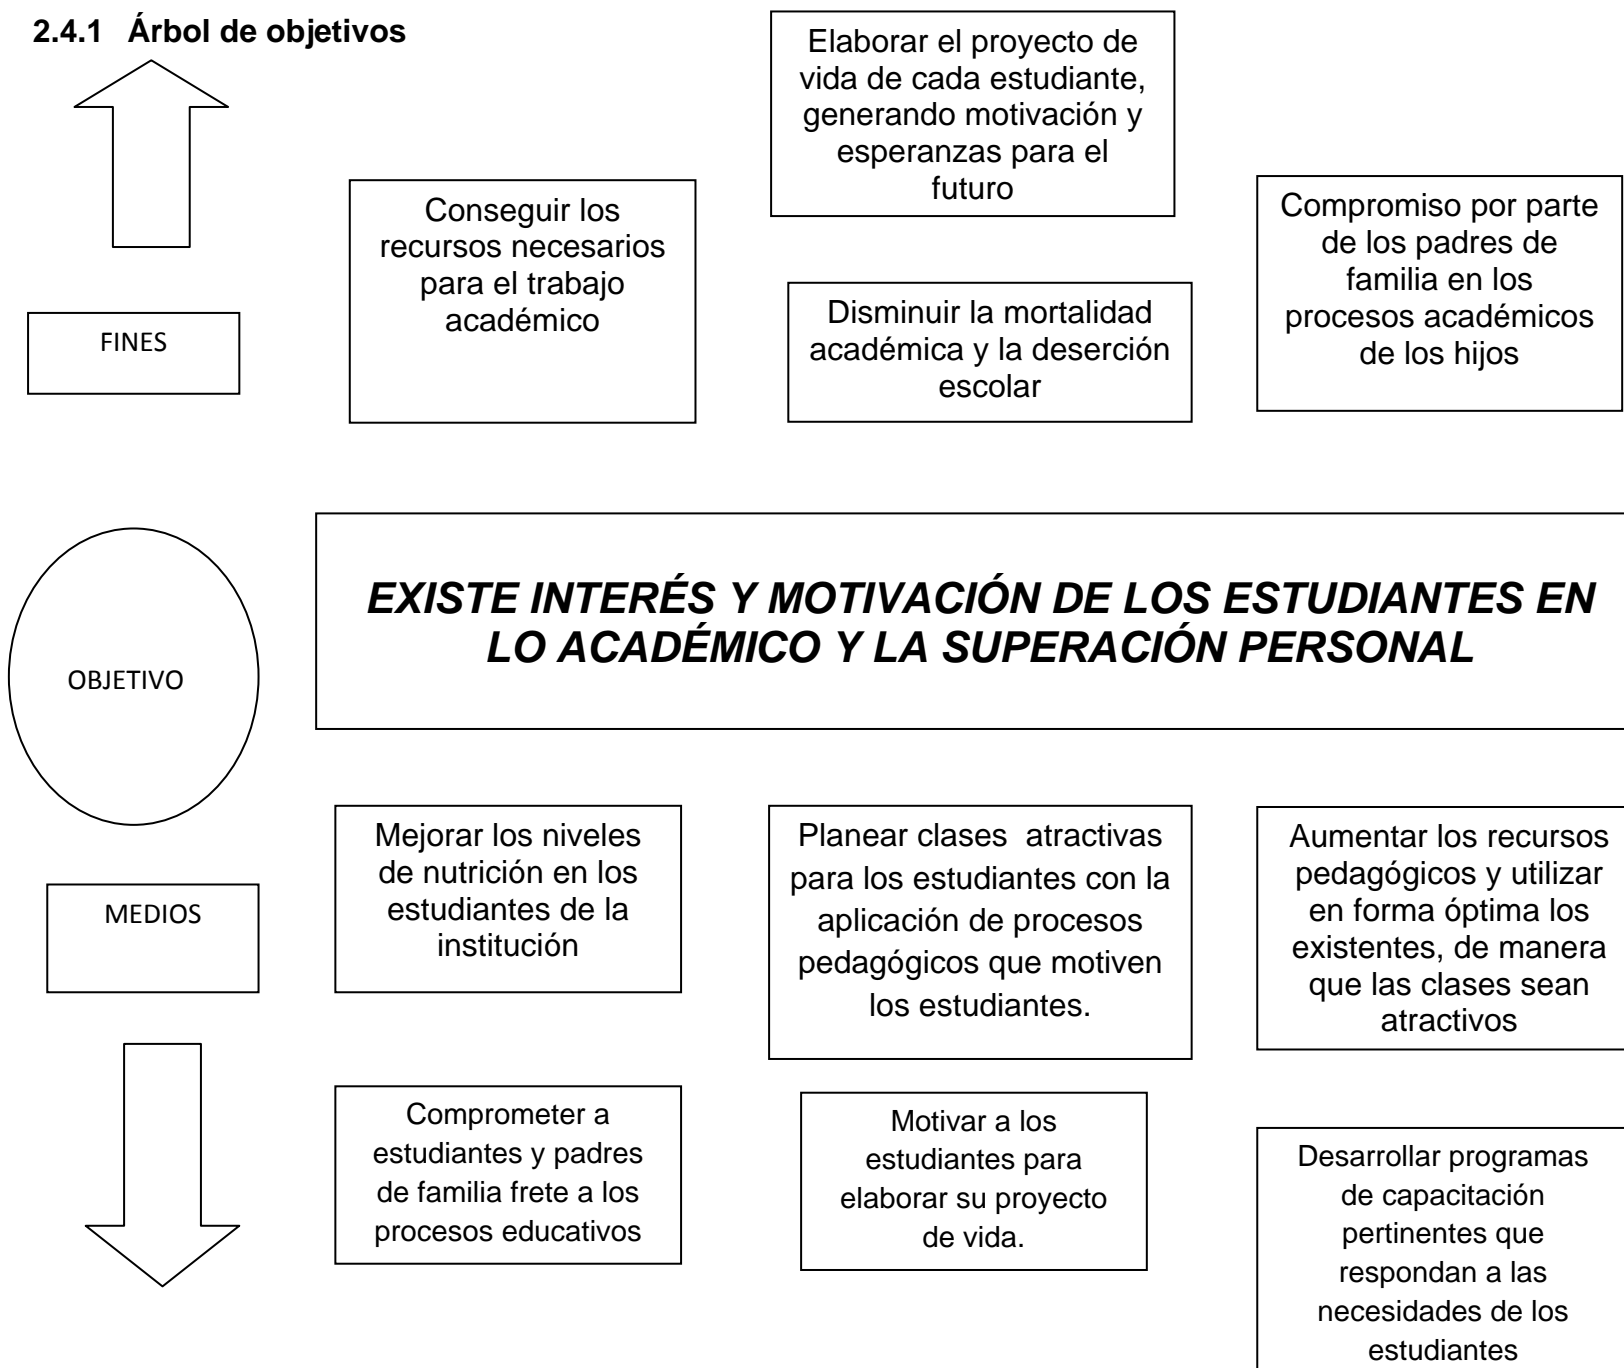 2.4.1 Árbol de objetivos
Elaborar el proyecto de
vida de cada estudiante,
generando motivación y
esperanzas para el
futuro
Conseguir los
recursos necesarios
para el trabajo
académico
Compromiso por parte
de los padres de
familia en los
procesos académicos
de los hijos
FINES
Disminuir la mortalidad
académica y la deserción
escolar
OBJETIVO
EXISTE INTERÉS Y MOTIVACIÓN DE LOS ESTUDIANTES EN
LO ACADÉMICO Y LA SUPERACIÓN PERSONAL
MEDIOS
Mejorar los niveles
de nutrición en los
estudiantes de la
institución
Planear clases  atractivas
para los estudiantes con la
aplicación de procesos
pedagógicos que motiven
los estudiantes.
Aumentar los recursos
pedagógicos y utilizar
en forma óptima los
existentes, de manera
que las clases sean
atractivos
Comprometer a
estudiantes y padres
de familia frete a los
procesos educativos
Motivar a los
estudiantes para
elaborar su proyecto
de vida.
Desarrollar programas
de capacitación
pertinentes que
respondan a las
necesidades de los
estudiantes